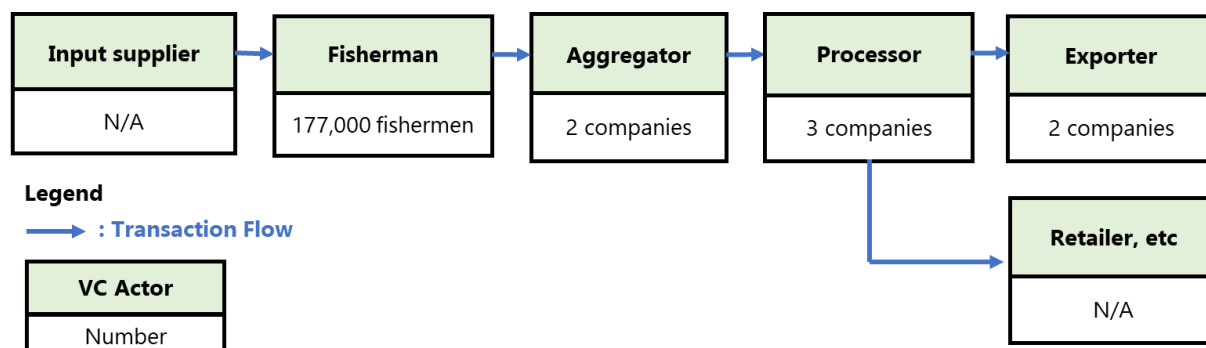 Input supplier
N/A
Fisherman
177,000 fishermen
Aggregator
2 companies
Processor
3 companies
Exporter
2 companies
Retailer, etc
N/A
Legend
: Transaction Flow
VC Actor
Number